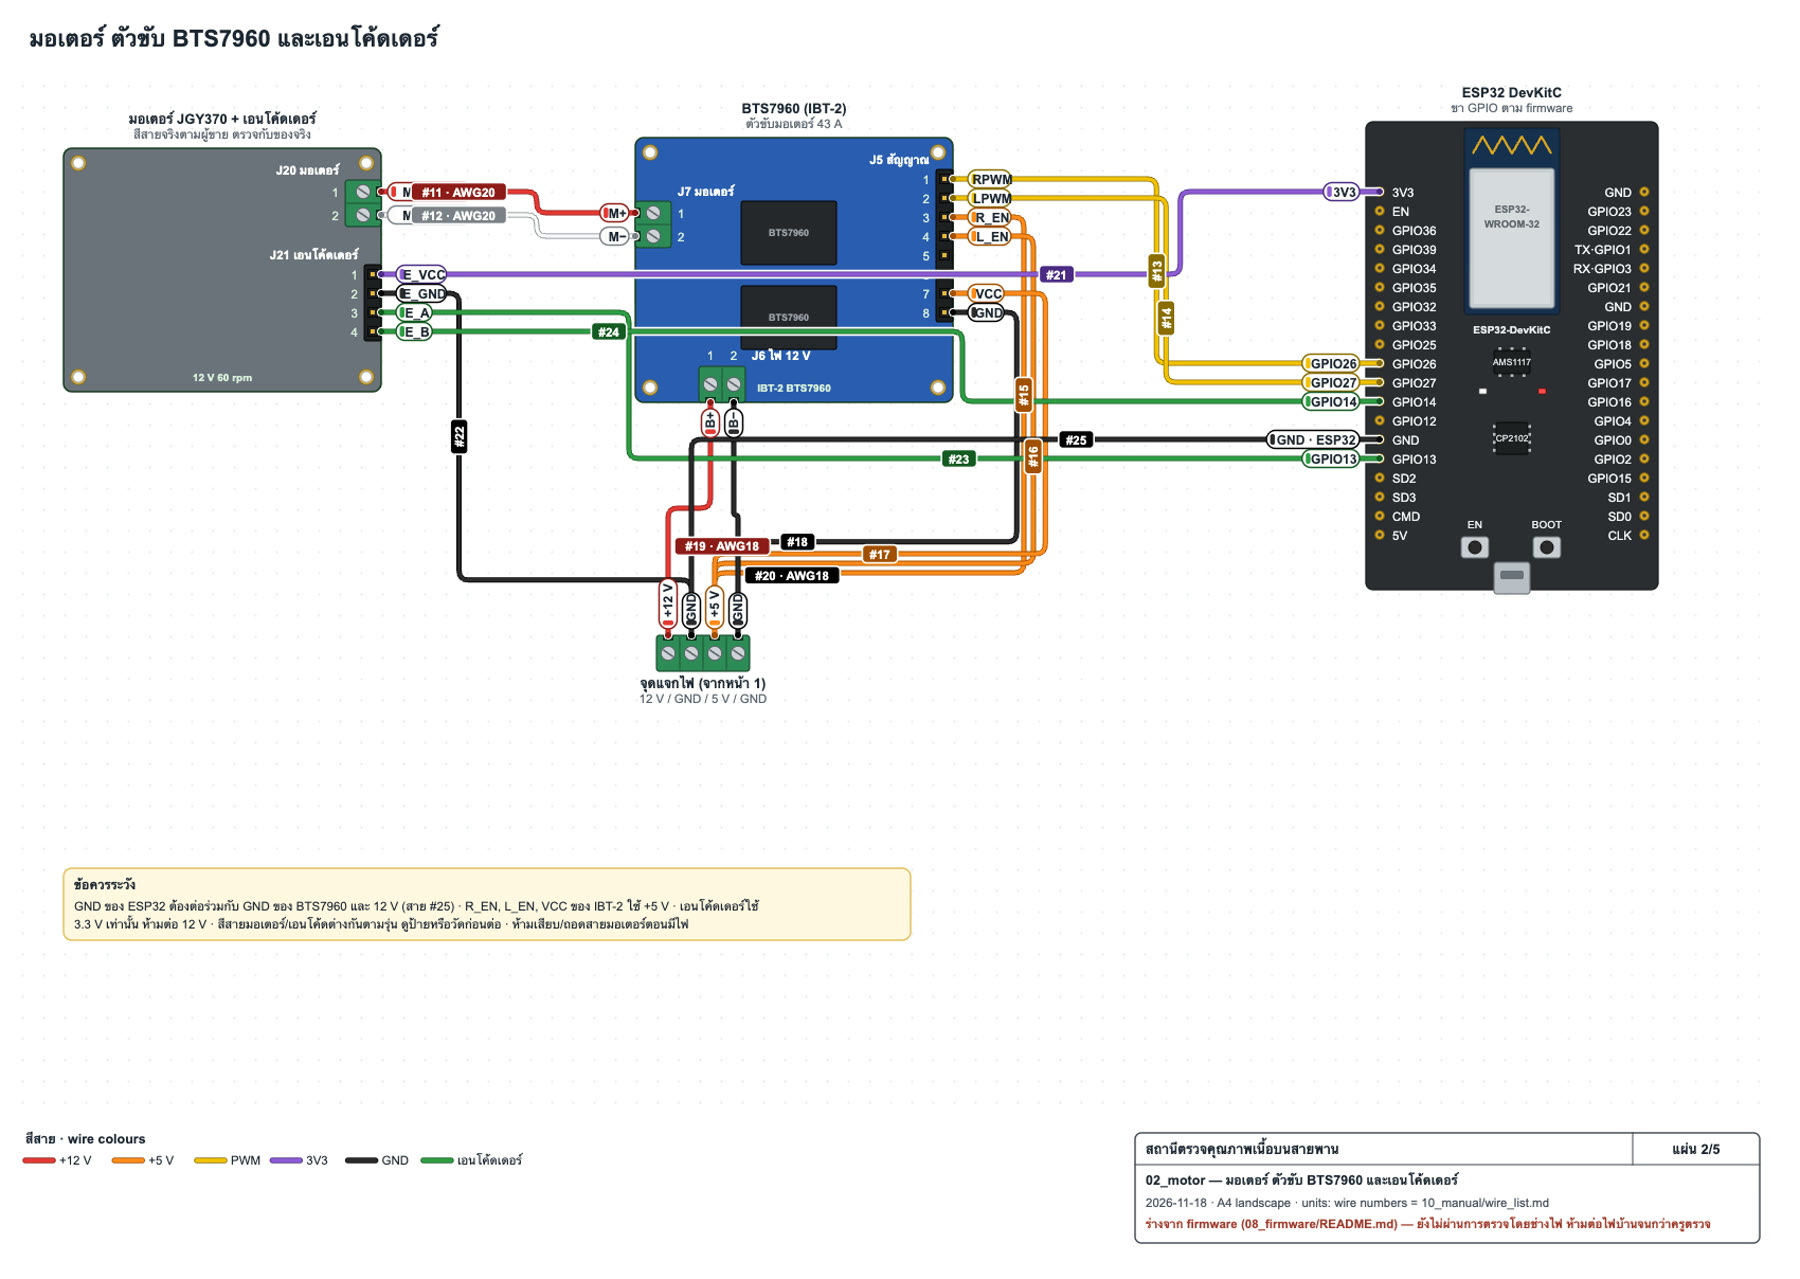 มอเตอร์ ตัวขับ BTS7960 และเอนโค้ดเดอร์
มอเตอร์ JGY370 + เอนโค้ดเดอร์
สีสายจริงตามผู้ขาย ตรวจกับของจริง
J20 มอเตอร์
1
2
J21 เอนโค้ดเดอร์
1
2
3
4
12 V 60 rpm
M
#11 · AWG20
M
#12 · AWG20
E_VCC
E_GND
E_A
E_B
#24
#22
BTS7960 (IBT-2)
ตัวขับมอเตอร์ 43 A
J5 สัญญาณ
J7 มอเตอร์
M+
1
M−
2
BTS7960
BTS7960
1
2
3
4
5
7
8
1 2 J6 ไฟ 12 V
IBT-2 BTS7960
B+
B−
RPWM
LPWM
R_EN
L_EN
VCC
GND
#21
#13
#14
#15
#16
#25
#23
#19 · AWG18
#18
#17
#20 · AWG18
+12 V
GND
+5 V
GND
จุดแจกไฟ (จากหน้า 1)
12 V / GND / 5 V / GND
ESP32 DevKitC
ขา GPIO ตาม firmware
ESP32-
WROOM-32
ESP32-DevKitC
AMS1117
CP2102
EN
BOOT
3V3
GPIO26
GPIO27
GPIO14
GND · ESP32
GPIO13
3V3
EN
GPIO36
GPIO39
GPIO34
GPIO35
GPIO32
GPIO33
GPIO25
GPIO26
GPIO27
GPIO14
GPIO12
GND
GPIO13
SD2
SD3
CMD
5V
GND
GPIO23
GPIO22
TX·GPIO1
RX·GPIO3
GPIO21
GND
GPIO19
GPIO18
GPIO5
GPIO17
GPIO16
GPIO4
GPIO0
GPIO2
GPIO15
SD1
SD0
CLK
ข้อควรระวัง
GND ของ ESP32 ต้องต่อร่วมกับ GND ของ BTS7960 และ 12 V (สาย #25) · R_EN, L_EN, VCC ของ IBT-2 ใช้ +5 V · เอนโค้ดเดอร์ใช้
3.3 V เท่านั้น ห้ามต่อ 12 V · สีสายมอเตอร์/เอนโค้ดต่างกันตามรุ่น ดูป้ายหรือวัดก่อนต่อ · ห้ามเสียบ/ถอดสายมอเตอร์ตอนมีไฟ
สีสาย · wire colours
+12 V
+5 V
PWM
3V3
GND
เอนโค้ดเดอร์
สถานีตรวจคุณภาพเนื้อบนสายพาน
แผ่น 2/5
02_motor — มอเตอร์ ตัวขับ BTS7960 และเอนโค้ดเดอร์
2026-11-18 · A4 landscape · units: wire numbers = 10_manual/wire_list.md
ร่างจาก firmware (08_firmware/README.md) — ยังไม่ผ่านการตรวจโดยช่างไฟ ห้ามต่อไฟบ้านจนกว่าครูตรวจ